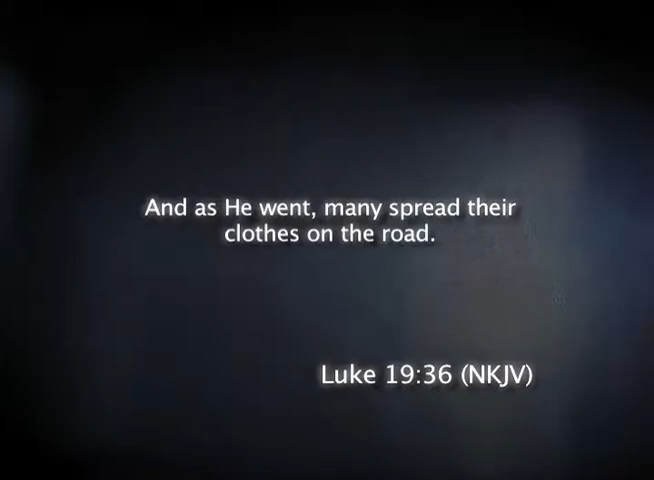 And as He went, many spread their
clothes on the road.
Luke 19:36 (NKJV)